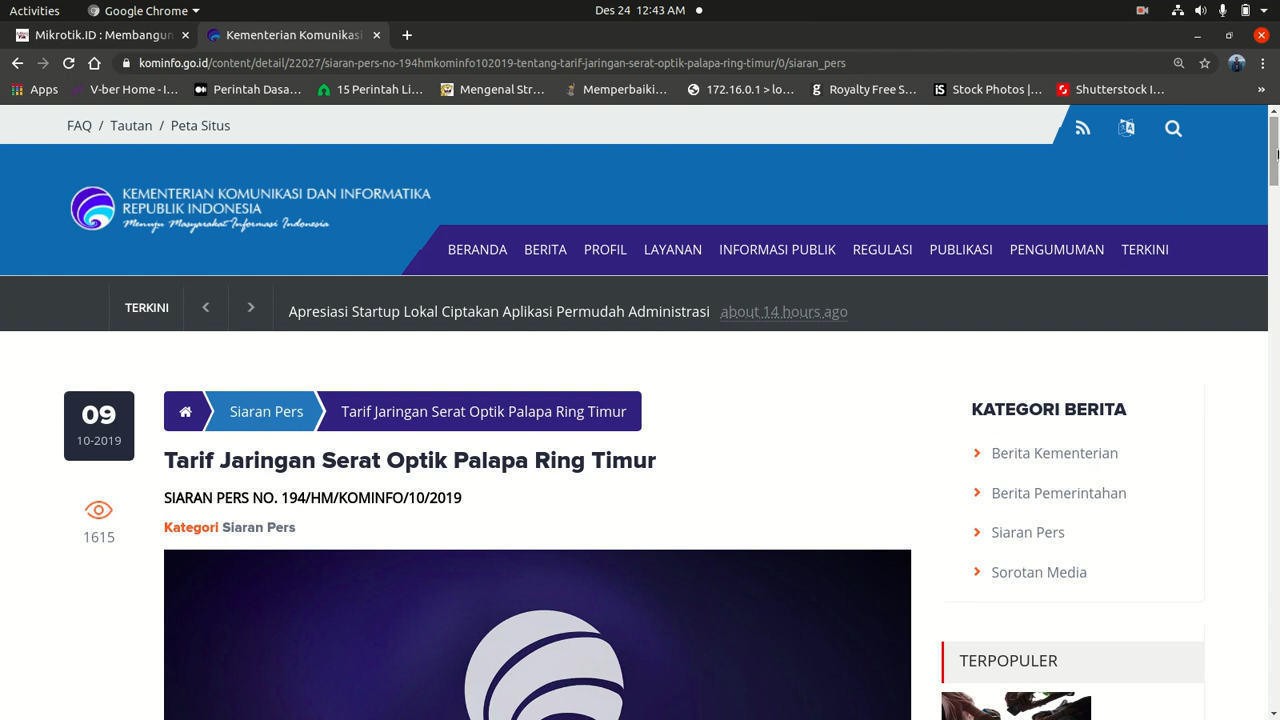 Activities
Google Chrome
Des 24 12:43 AM
Mikrotik.ID : Membangun
Kementerian Komunikasi
kominfo.go.id/content/detail/22027/siaran-pers-no-194hmkominfo102019-tentang-tarif-jaringan-serat-optik-palapa-ring-timur/0/siaran_pers
Apps
V-ber Home - I...
Perintah Dasa...
15 Perintah Li...
Mengenal Str...
Memperbaiki...
172.16.0.1 > lo...
Royalty Free S...
Stock Photos |...
Shutterstock I...
»
FAQ / Tautan / Peta Situs
KEMENTERIAN KOMUNIKASI DAN INFORMATIKA
REPUBLIK INDONESIA
Menuju Masyarakat Informasi Indonesia
BERANDA BERITA PROFIL LAYANAN INFORMASI PUBLIK REGULASI PUBLIKASI PENGUMUMAN TERKINI
TERKINI
Apresiasi Startup Lokal Ciptakan Aplikasi Permudah Administrasi about 14 hours ago
09
10-2019
1615
Siaran Pers
Tarif Jaringan Serat Optik Palapa Ring Timur
Tarif Jaringan Serat Optik Palapa Ring Timur
SIARAN PERS NO. 194/HM/KOMINFO/10/2019
Kategori Siaran Pers
KATEGORI BERITA
Berita Kementerian
Berita Pemerintahan
Siaran Pers
Sorotan Media
TERPOPULER